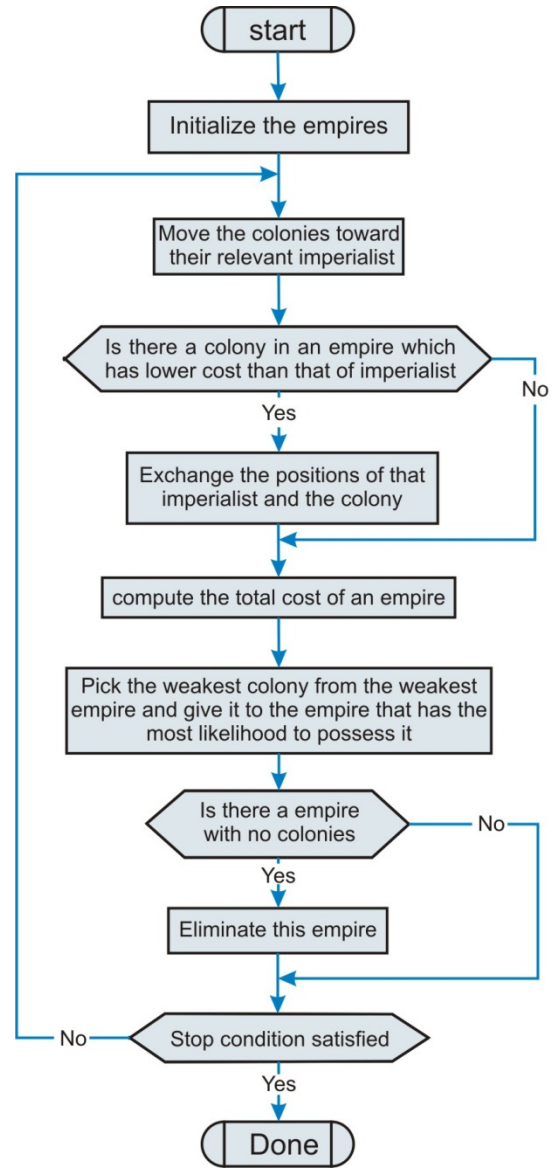 start
Initialize the empires
Move the colonies toward
their relevant imperialist
Is there a colony in an empire which
has lower cost than that of imperialist
No
Yes
Exchange the positions of that
imperialist and the colony
compute the total cost of an empire
Pick the weakest colony from the weakest
empire and give it to the empire that has the
most likelihood to possess it
Is there a empire
with no colonies
No
Yes
Eliminate this empire
No
Stop condition satisfied
Yes
Done